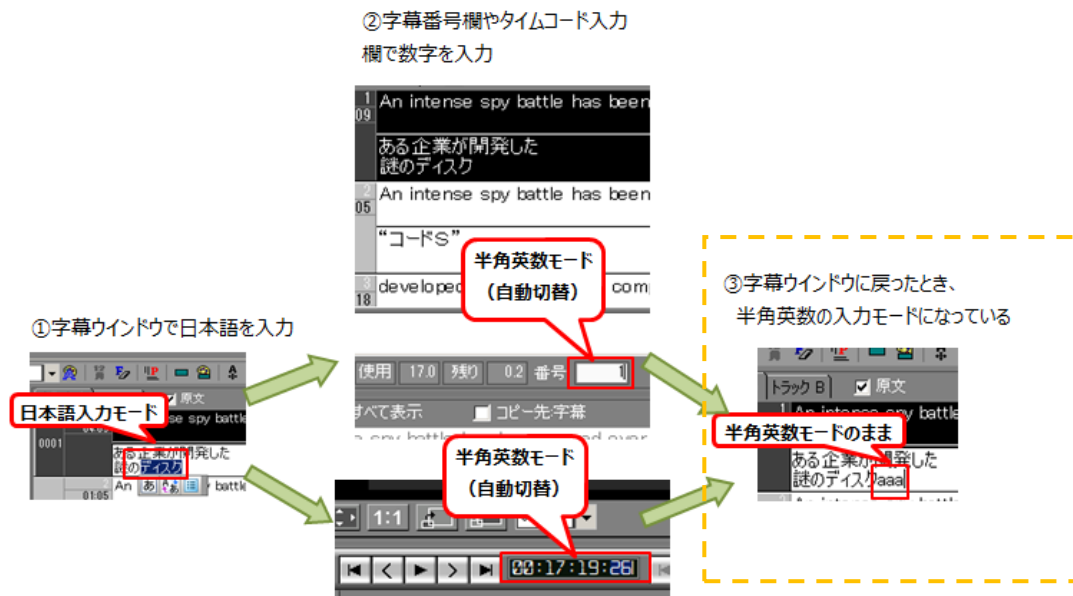 ②字幕番号欄やタイムコード入力
欄で数字を入力
1
09
An intense spy battle has been
ある企業が開発した
謎のディスク
2
05
An intense spy battle has been
“コードS”
3
18
developed
com
半角英数モード
（自動切替）
使用 17.0 残り 0.2 番号 1
すべて表示 コピー先字幕
半角英数モード
（自動切替）
1:1
00:17:19:26
①字幕ウインドウで日本語を入力
原文
日本語入力モード
se spy battle
0001
ある企業が開発した
謎のディスク
01:05
An
あ
battle
③字幕ウインドウに戻ったとき、
半角英数の入力モードになっている
トラック B 原文
半角英数モードのまま
ある企業が開発した
謎のディスクaaa